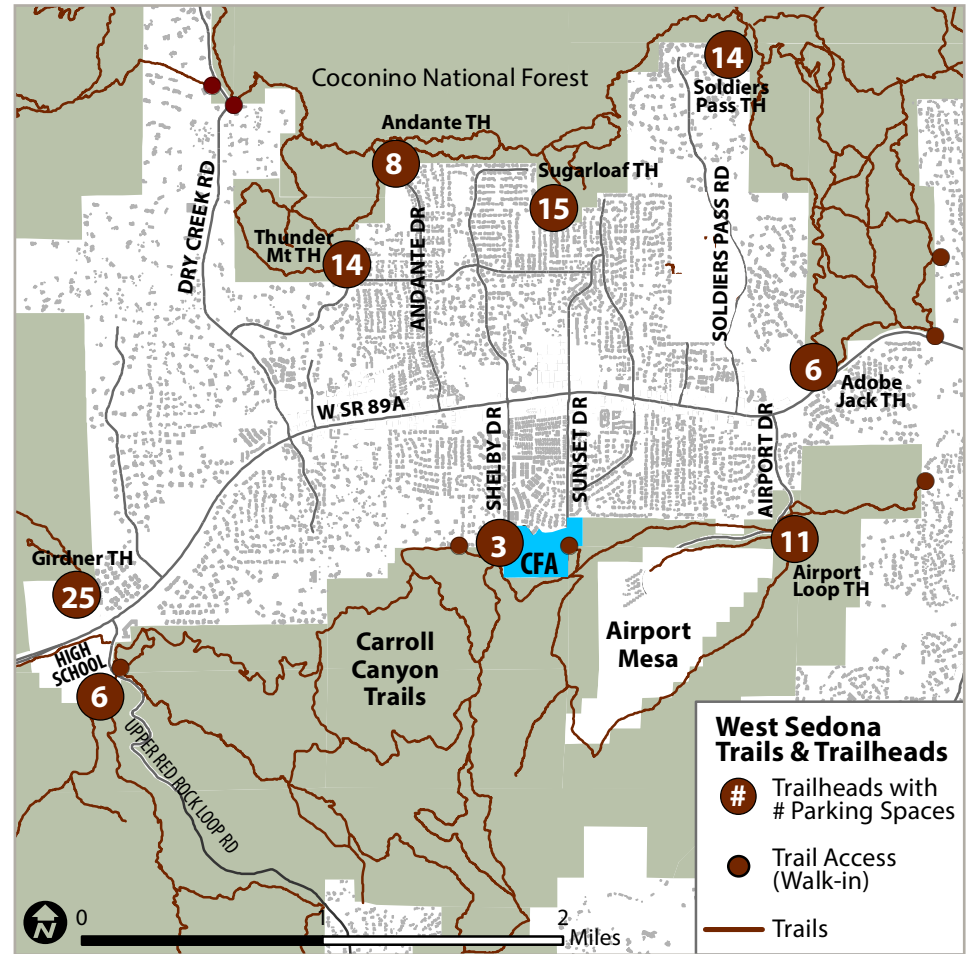 Coconino National Forest
14
Soldiers
Pass TH
Andante TH
8
Sugarloaf TH
15
DRY CREEK RD
Thunder
Mt TH
14
ANDANTE DR
SOLDIERS PASS RD
6
Adobe
Jack TH
W SR 89A
SHELBY DR
SUNSET DR
AIRPORT DR
3
CFA
11
Airport
Loop TH
Girdner TH
25
HIGH
SCHOOL
6
Carroll
Canyon
Trails
Airport
Mesa
UPPER RED ROCK LOOP RD
West Sedona
Trails & Trailheads
# Trailheads with
# Parking Spaces
Trail Access
(Walk-in)
Trails
N
0 1 2
Miles